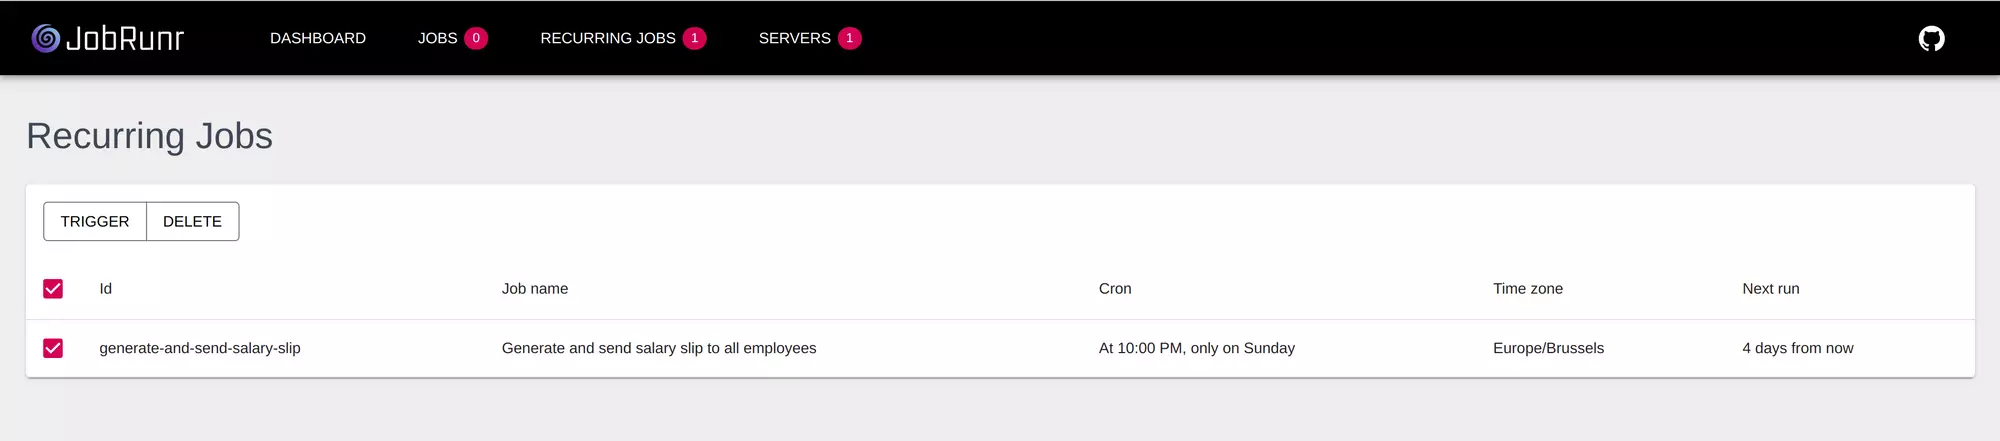 JobRunr DASHBOARD JOBS 0 RECURRING JOBS 1 SERVERS 1
Recurring Jobs
TRIGGER DELETE
Id Job name Cron Time zone Next run
generate-and-send-salary-slip Generate and send salary slip to all employees At 10:00 PM, only on Sunday Europe/Brussels 4 days from now